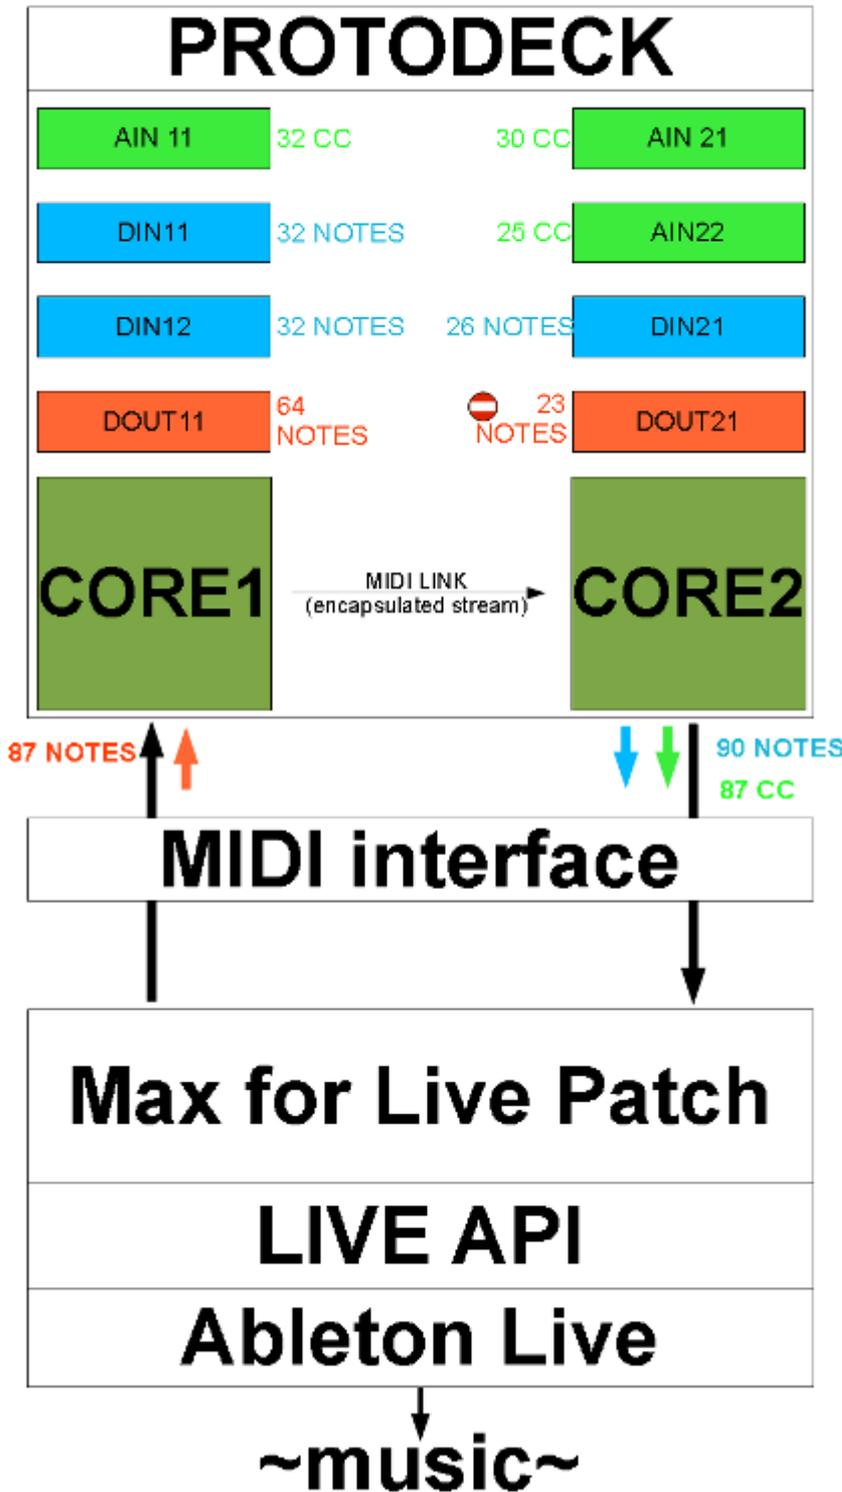 PROTODECK
AIN 11 32 CC 30 CC AIN 21
DIN11 32 NOTES 25 CC AIN22
DIN12 32 NOTES 26 NOTES DIN21
DOUT11 64 NOTES 23 NOTES DOUT21
CORE1 MIDI LINK (encapsulated stream) CORE2
87 NOTES 90 NOTES
87 CC
MIDI interface
Max for Live Patch
LIVE API
Ableton Live
~music~